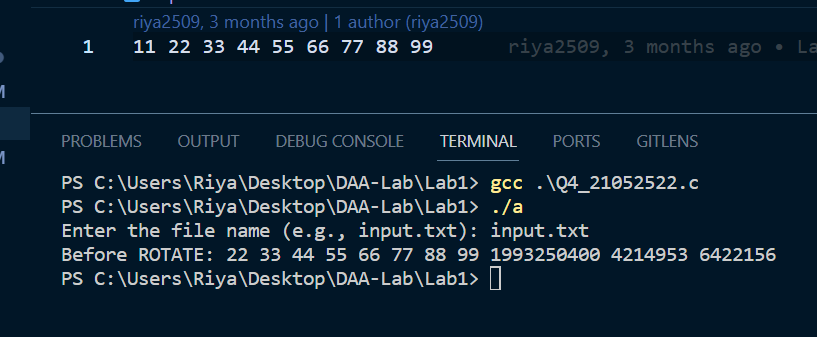 riya2509, 3 months ago | 1 author (riya2509)
1 11 22 33 44 55 66 77 88 99 riya2509, 3 months ago • La
M
M
PROBLEMS OUTPUT DEBUG CONSOLE TERMINAL PORTS GITLENS
PS C:\Users\Riya\Desktop\DAA-Lab\Lab1> gcc .\Q4_21052522.c
PS C:\Users\Riya\Desktop\DAA-Lab\Lab1> ./a
Enter the file name (e.g., input.txt): input.txt
Before ROTATE: 22 33 44 55 66 77 88 99 1993250400 4214953 6422156
PS C:\Users\Riya\Desktop\DAA-Lab\Lab1>